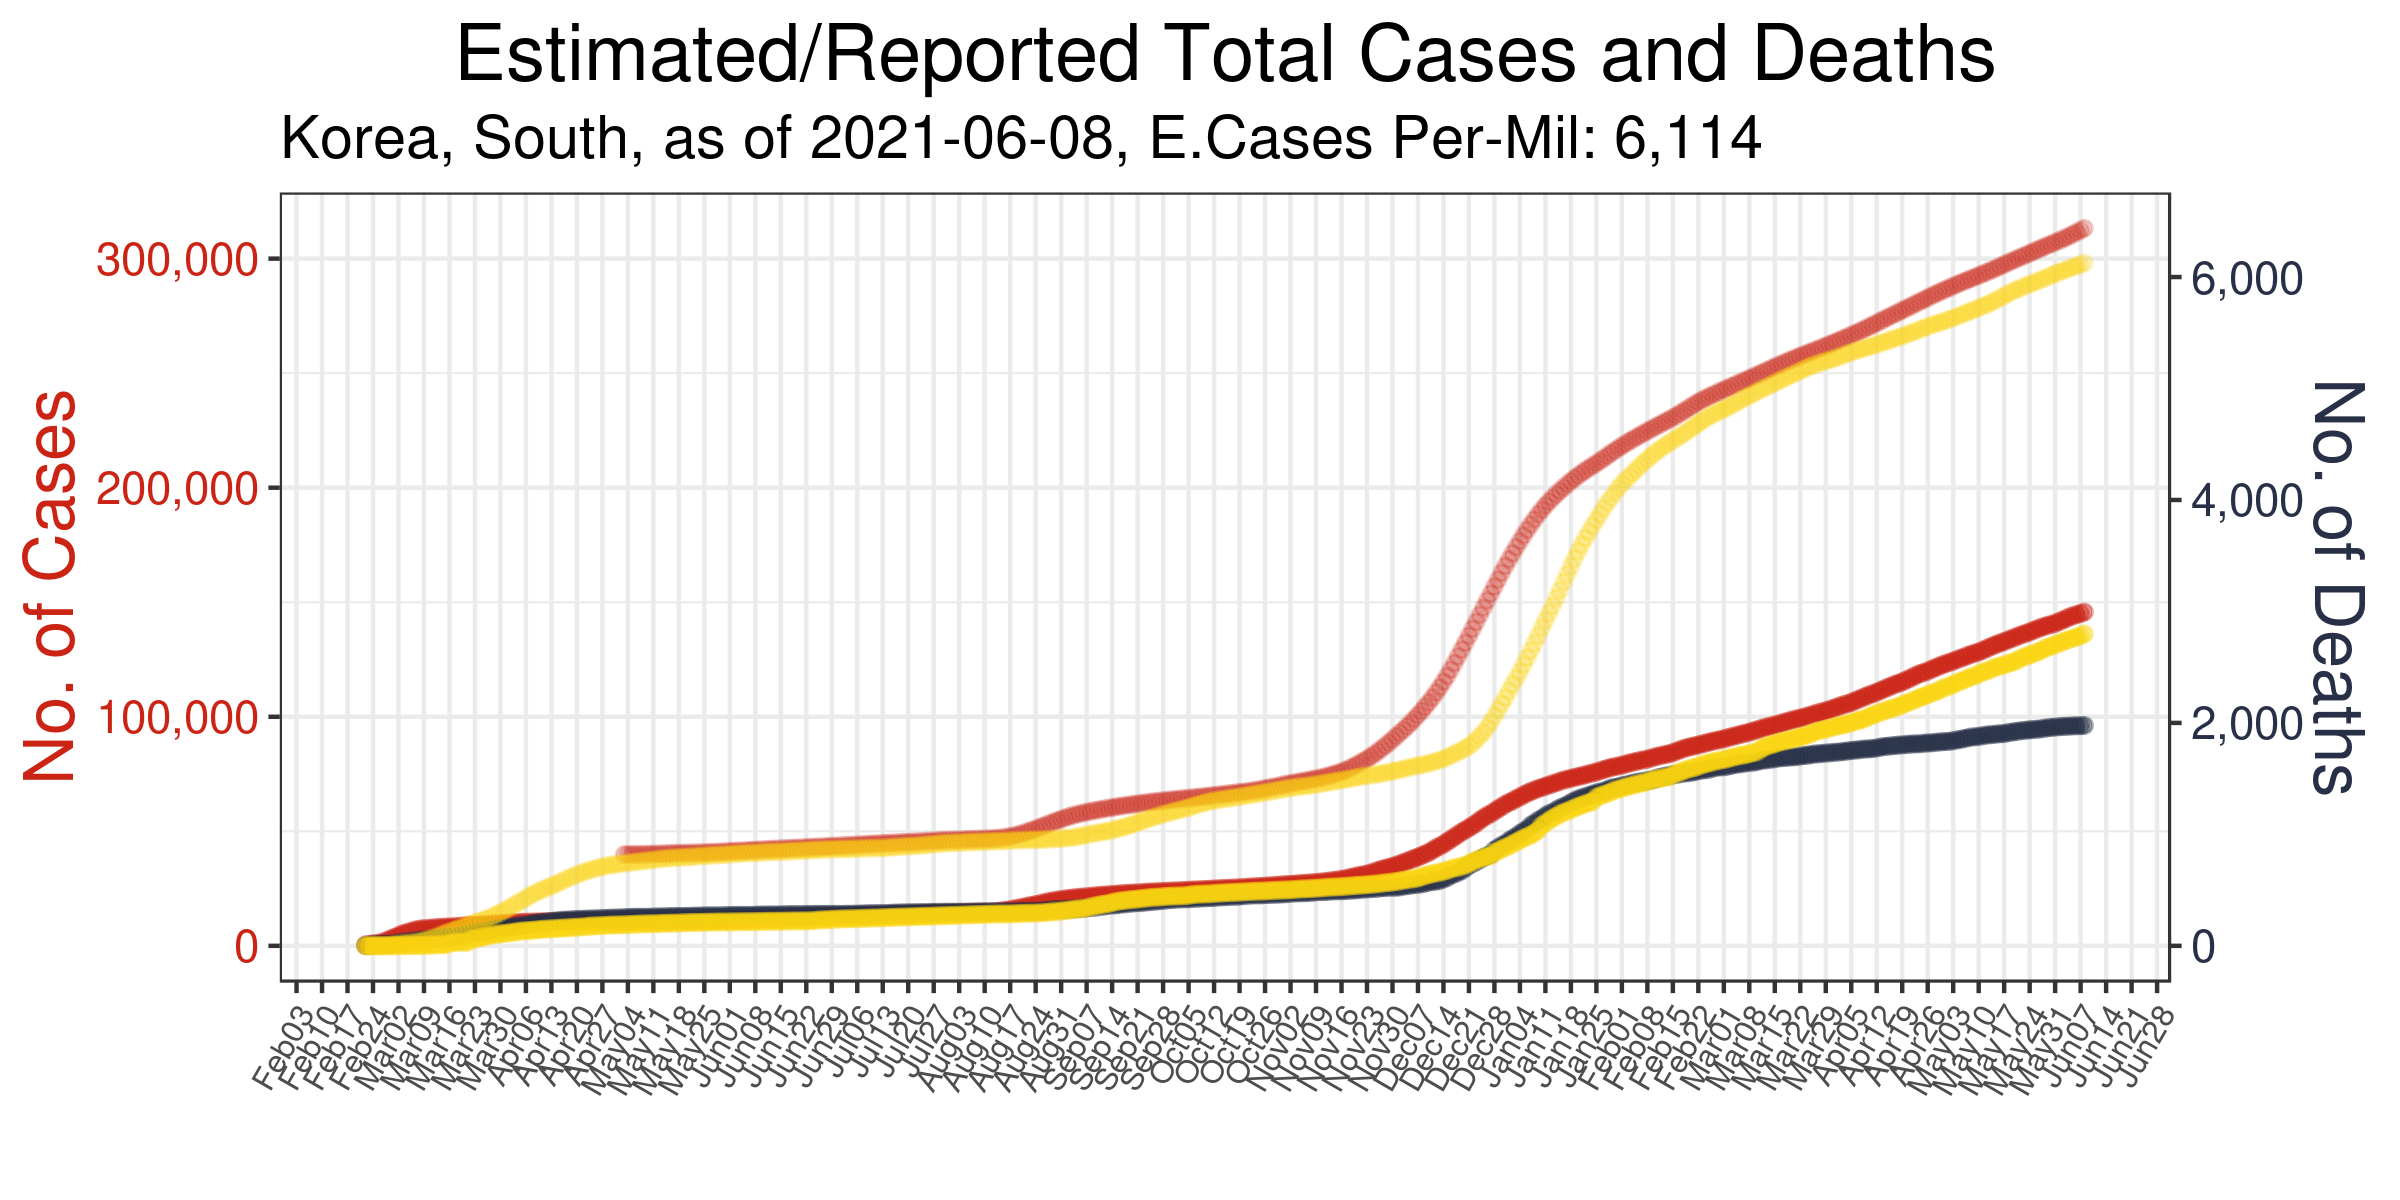 Estimated/Reported Total Cases and Deaths
Korea, South, as of 2021-06-08, E.Cases Per-Mil: 6,114
No. of Cases
300,000
200,000
100,000
0
6,000
4,000
2,000
0
No. of Deaths
Feb03
Feb10
Feb17
Feb24
Mar02
Mar09
Mar16
Mar23
Mar30
Apr06
Apr13
Apr20
Apr27
May04
May11
May18
May25
Jun01
Jun08
Jun15
Jun22
Jun29
Jul06
Jul13
Jul20
Jul27
Aug03
Aug10
Aug17
Aug24
Aug31
Sep07
Sep14
Sep21
Sep28
Oct05
Oct12
Oct19
Oct26
Nov02
Nov09
Nov16
Nov23
Nov30
Dec07
Dec14
Dec21
Dec28
Jan04
Jan11
Jan18
Jan25
Feb01
Feb08
Feb15
Feb22
Mar01
Mar08
Mar15
Mar22
Mar29
Apr05
Apr12
Apr19
Apr26
May03
May10
May17
May24
May31
Jun07
Jun14
Jun21
Jun28